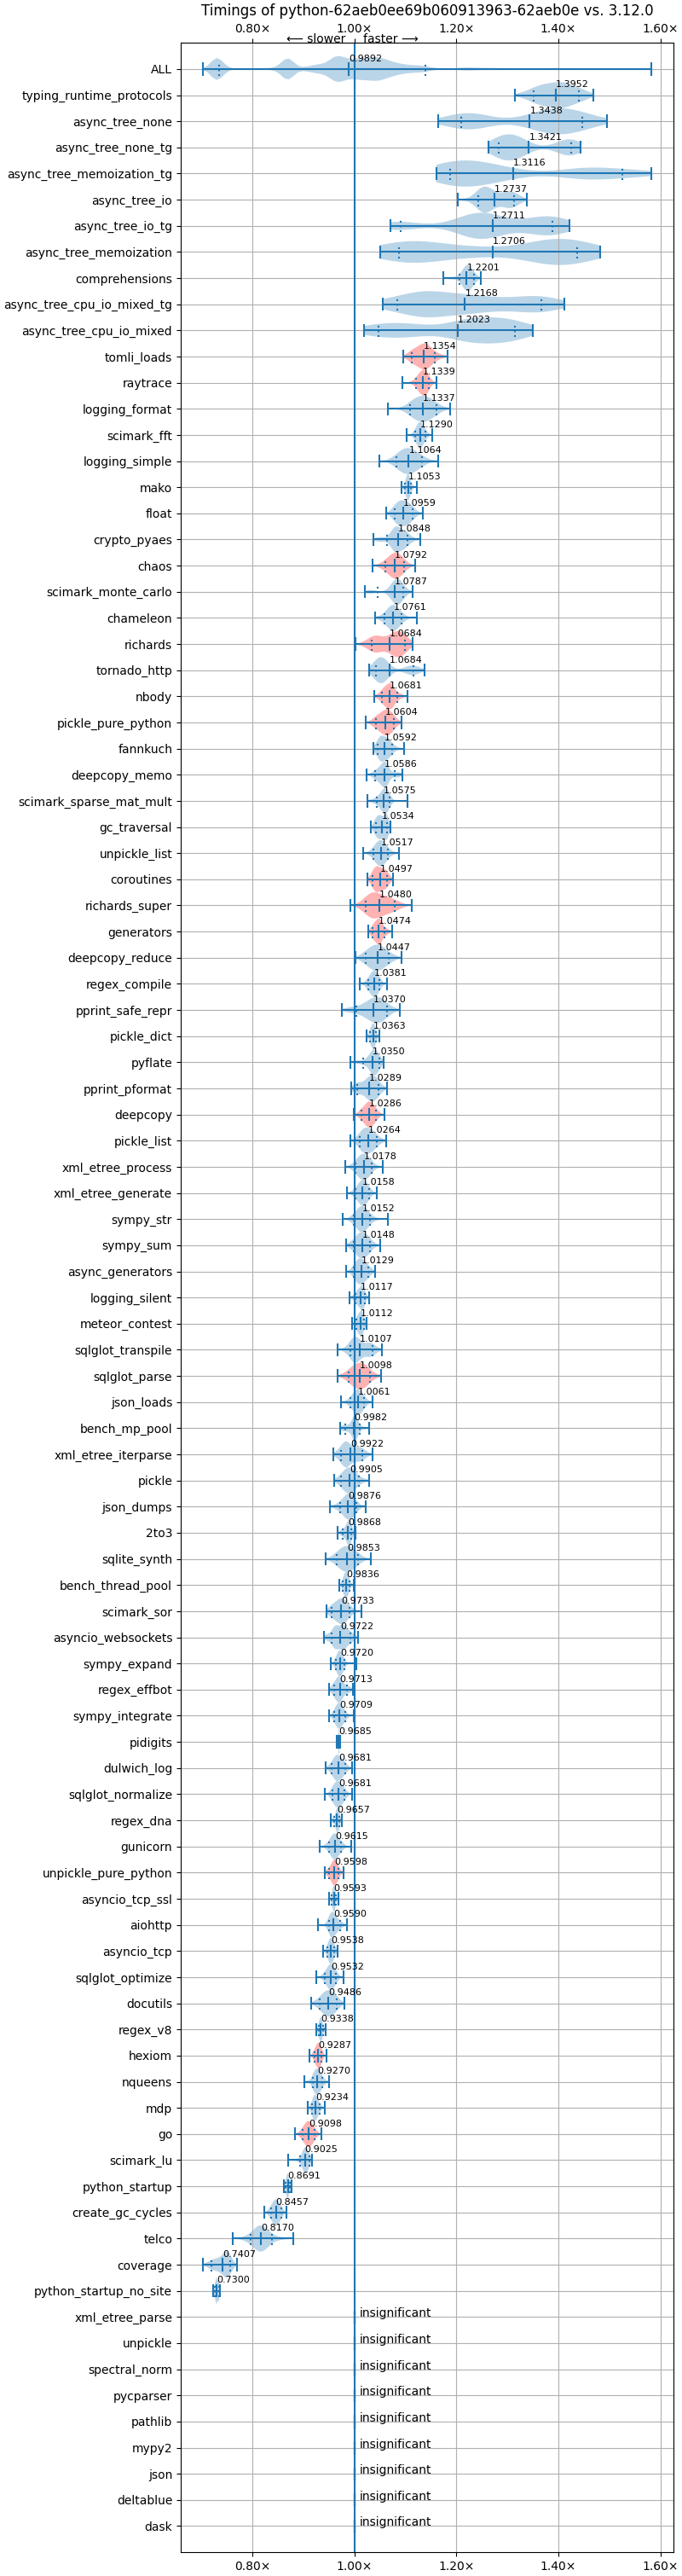 Timings of python-62aeb0ee69b060913963-62aeb0e vs. 3.12.0
0.80× 1.00× 1.20× 1.40× 1.60×
⟵ slower faster ⟶
ALL 0.9892
typing_runtime_protocols 1.3952
async_tree_none 1.3438
async_tree_none_tg 1.3421
async_tree_memoization_tg 1.3116
async_tree_io 1.2737
async_tree_io_tg 1.2711
async_tree_memoization 1.2706
comprehensions 1.2201
async_tree_cpu_io_mixed_tg 1.2168
async_tree_cpu_io_mixed 1.2023
tomli_loads 1.1354
raytrace 1.1339
logging_format 1.1337
scimark_fft 1.1290
logging_simple 1.1064
mako 1.1053
float 1.0959
crypto_pyaes 1.0848
chaos 1.0792
scimark_monte_carlo 1.0787
chameleon 1.0761
richards 1.0684
tornado_http 1.0684
nbody 1.0681
pickle_pure_python 1.0604
fannkuch 1.0592
deepcopy_memo 1.0586
scimark_sparse_mat_mult 1.0575
gc_traversal 1.0534
unpickle_list 1.0517
coroutines 1.0497
richards_super 1.0480
generators 1.0474
deepcopy_reduce 1.0447
regex_compile 1.0381
pprint_safe_repr 1.0370
pickle_dict 1.0363
pyflate 1.0350
pprint_pformat 1.0289
deepcopy 1.0286
pickle_list 1.0264
xml_etree_process 1.0178
xml_etree_generate 1.0158
sympy_str 1.0152
sympy_sum 1.0148
async_generators 1.0129
logging_silent 1.0117
meteor_contest 1.0112
sqlglot_transpile 1.0107
sqlglot_parse 1.0098
json_loads 1.0061
bench_mp_pool 0.9982
xml_etree_iterparse 0.9922
pickle 0.9905
json_dumps 0.9876
2to3 0.9868
sqlite_synth 0.9853
bench_thread_pool 0.9836
scimark_sor 0.9733
asyncio_websockets 0.9722
sympy_expand 0.9720
regex_effbot 0.9713
sympy_integrate 0.9709
pidigits 0.9685
dulwich_log 0.9681
sqlglot_normalize 0.9681
regex_dna 0.9657
gunicorn 0.9615
unpickle_pure_python 0.9598
asyncio_tcp_ssl 0.9593
aiohttp 0.9590
asyncio_tcp 0.9538
sqlglot_optimize 0.9532
docutils 0.9486
regex_v8 0.9338
hexiom 0.9287
nqueens 0.9270
mdp 0.9234
go 0.9098
scimark_lu 0.9025
python_startup 0.8691
create_gc_cycles 0.8457
telco 0.8170
coverage 0.7407
python_startup_no_site 0.7300
xml_etree_parse insignificant
unpickle insignificant
spectral_norm insignificant
pycparser insignificant
pathlib insignificant
mypy2 insignificant
json insignificant
deltablue insignificant
dask insignificant
0.80× 1.00× 1.20× 1.40× 1.60×